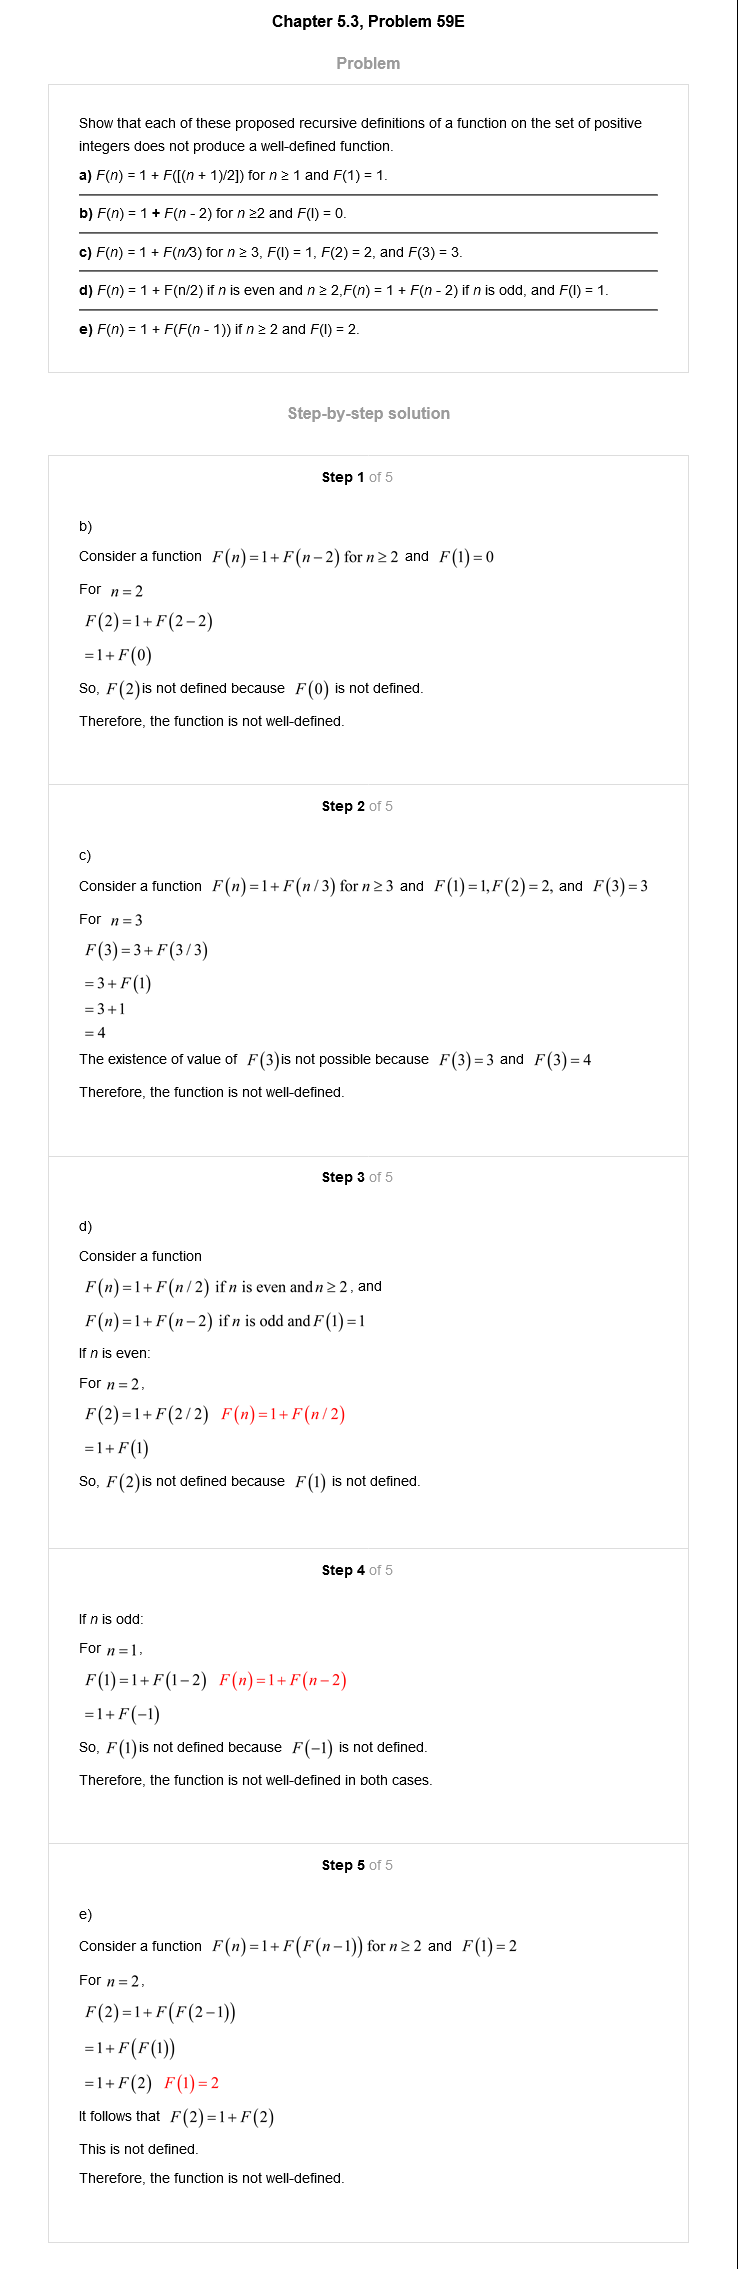 Chapter 5.3, Problem 59E
Problem
Show that each of these proposed recursive definitions of a function on the set of positive
integers does not produce a well-defined function.
a) F(n) = 1 + F([(n + 1)/2]) for n ≥ 1 and F(1) = 1.
b) F(n) = 1 + F(n - 2) for n ≥2 and F(l) = 0.
c) F(n) = 1 + F(n/3) for n ≥ 3, F(l) = 1, F(2) = 2, and F(3) = 3.
d) F(n) = 1 + F(n/2) if n is even and n ≥ 2,F(n) = 1 + F(n - 2) if n is odd, and F(l) = 1.
e) F(n) = 1 + F(F(n - 1)) if n ≥ 2 and F(l) = 2.
Step-by-step solution
Step 1 of 5
b)
Consider a function F(n)=1+F(n−2) for n≥2 and F(1)=0
For n=2
F(2)=1+F(2−2)
=1+F(0)
So, F(2)is not defined because F(0) is not defined.
Therefore, the function is not well-defined.
Step 2 of 5
c)
Consider a function F(n)=1+F(n/3) for n≥3 and F(1)=1,F(2)=2, and F(3)=3
For n=3
F(3)=3+F(3/3)
=3+F(1)
=3+1
=4
The existence of value of F(3)is not possible because F(3)=3 and F(3)=4
Therefore, the function is not well-defined.
Step 3 of 5
d)
Consider a function
F(n)=1+F(n/2) if n is even and n≥2, and
F(n)=1+F(n−2) if n is odd and F(1)=1
If n is even:
For n=2,
F(2)=1+F(2/2) F(n)=1+F(n/2)
=1+F(1)
So, F(2)is not defined because F(1) is not defined.
Step 4 of 5
If n is odd:
For n=1,
F(1)=1+F(1−2) F(n)=1+F(n−2)
=1+F(−1)
So, F(1)is not defined because F(−1) is not defined.
Therefore, the function is not well-defined in both cases.
Step 5 of 5
e)
Consider a function F(n)=1+F(F(n−1)) for n≥2 and F(1)=2
For n=2,
F(2)=1+F(F(2−1))
=1+F(F(1))
=1+F(2) F(1)=2
It follows that F(2)=1+F(2)
This is not defined.
Therefore, the function is not well-defined.